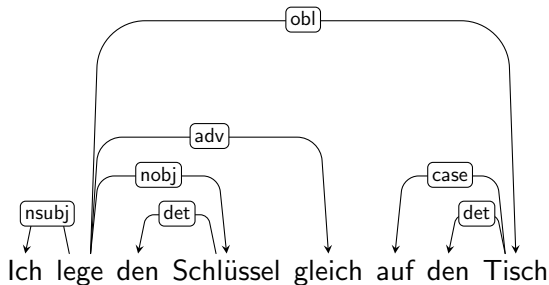 obl
adv
nobj case
nsubj det det
Ich lege den Schlüssel gleich auf den Tisch